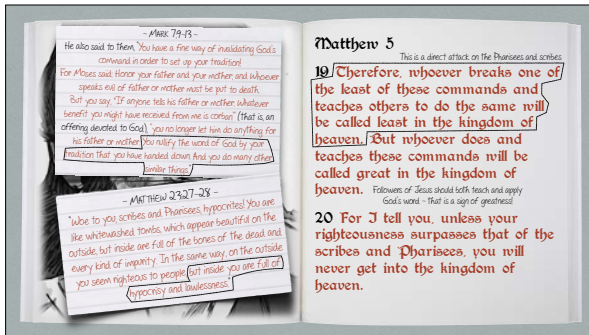 - MARK 7:9-13 -
He also said to them, "You have a fine way of invalidating God's
command in order to set up your tradition!
For Moses said: Honor your father and your mother; and Whoever
speaks evil of father or mother must be put to death.
But you say, "If anyone tells his father or mother: Whatever
benefit you might have received from me is corban" (that is, an
offering devoted to God), "you no longer let him do anything for
his father or mother. You nullify the word of God by your
tradition that you have handed down. And you do many other
similar things."
- MATTHEW 23:27-28 -
"Woe to you, scribes and Pharisees, hypocrites! You are
like whitewashed tombs, which appear beautiful on the
outside, but inside are full of the bones of the dead and
every kind of impurity. In the same way, on the outside
you seem righteous to people, but inside you are full of
hypocrisy and lawlessness."
Matthew 5
This is a direct attack on the Pharisees and scribes
19 Therefore, whoever breaks one of
the least of these commands and
teaches others to do the same will
be called least in the kingdom of
heaven. But whoever does and
teaches these commands will be
called great in the kingdom of
heaven. Followers of Jesus should both teach and apply
God's word - that is a sign of greatness!
20 For I tell you, unless your
righteousness surpasses that of the
scribes and Pharisees, you will
never get into the kingdom of
heaven.